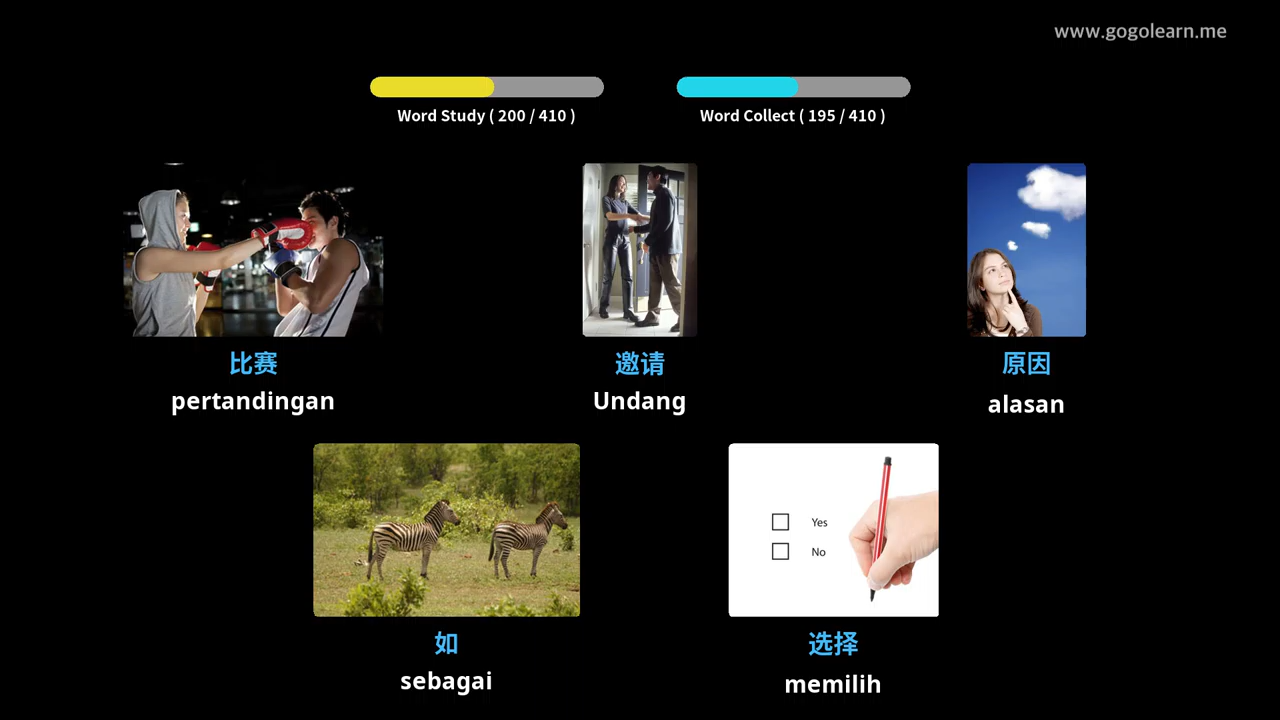 www.gogolearn.me
Word Study ( 200 / 410 )
Word Collect ( 195 / 410 )
比赛
pertandingan
邀请
Undang
原因
alasan
Yes
No
如
sebagai
选择
memilih